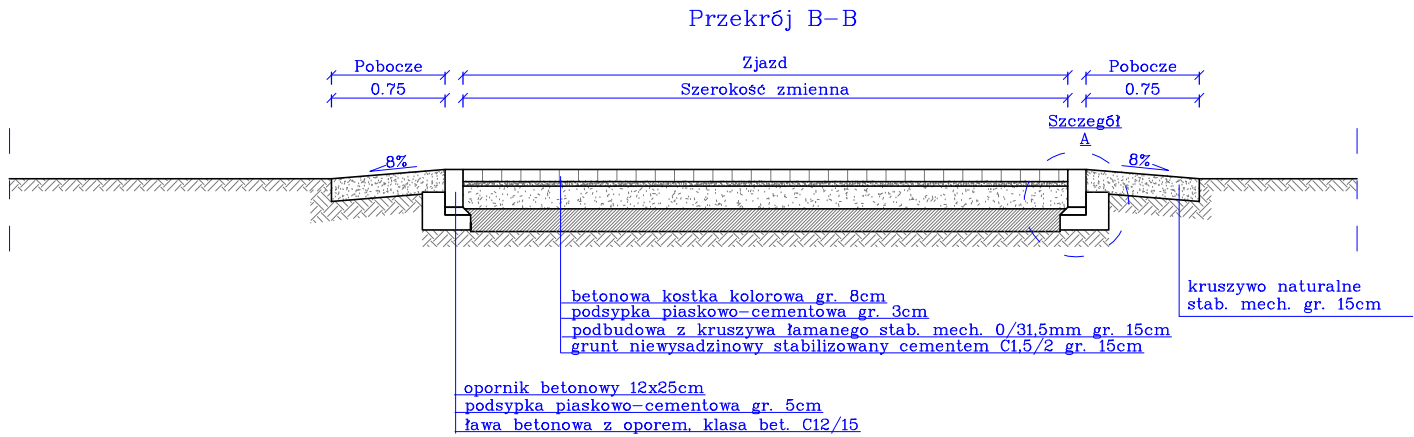 Przekrój B-B
Pobocze
Zjazd
Pobocze
0.75
Szerokość zmienna
0.75
Szczegół
A
8%
8%
kruszywo naturalne
stab. mech. gr. 15cm
betonowa kostka kolorowa gr. 8cm
podsypka piaskowo-cementowa gr. 3cm
podbudowa z kruszywa łamanego stab. mech. 0/31,5mm gr. 15cm
grunt niewysadzinowy stabilizowany cementem C1,5/2 gr. 15cm
opornik betonowy 12x25cm
podsypka piaskowo-cementowa gr. 5cm
ława betonowa z oporem, klasa bet. C12/15